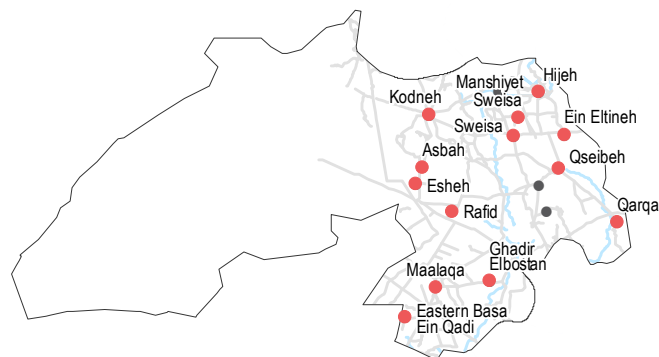 Manshiyet
Hijeh
Kodneh
Sweisa
Ein Eltineh
Sweisa
Asbah
Qseibeh
Esheh
Rafid
Qarqa
Ghadir
Elbostan
Maalaqa
Eastern Basa
Ein Qadi